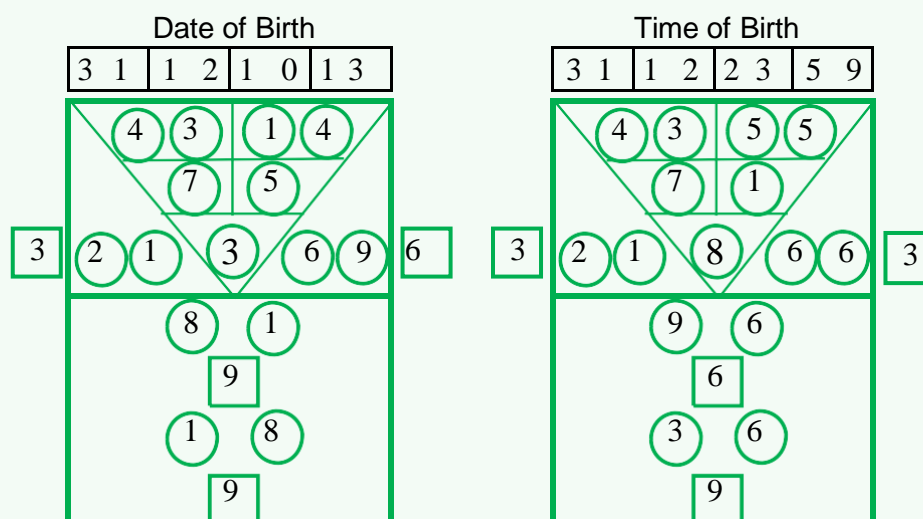 Date of Birth Time of Birth
3 1 1 2 1 0 1 3 3 1 1 2 2 3 5 9
4 3 1 4 4 3 5 5
7 5 7 1
3 2 1 3 6 9 6 3 2 1 8 6 6 3
8 1 9 6
9 6
1 8 3 6
9 9